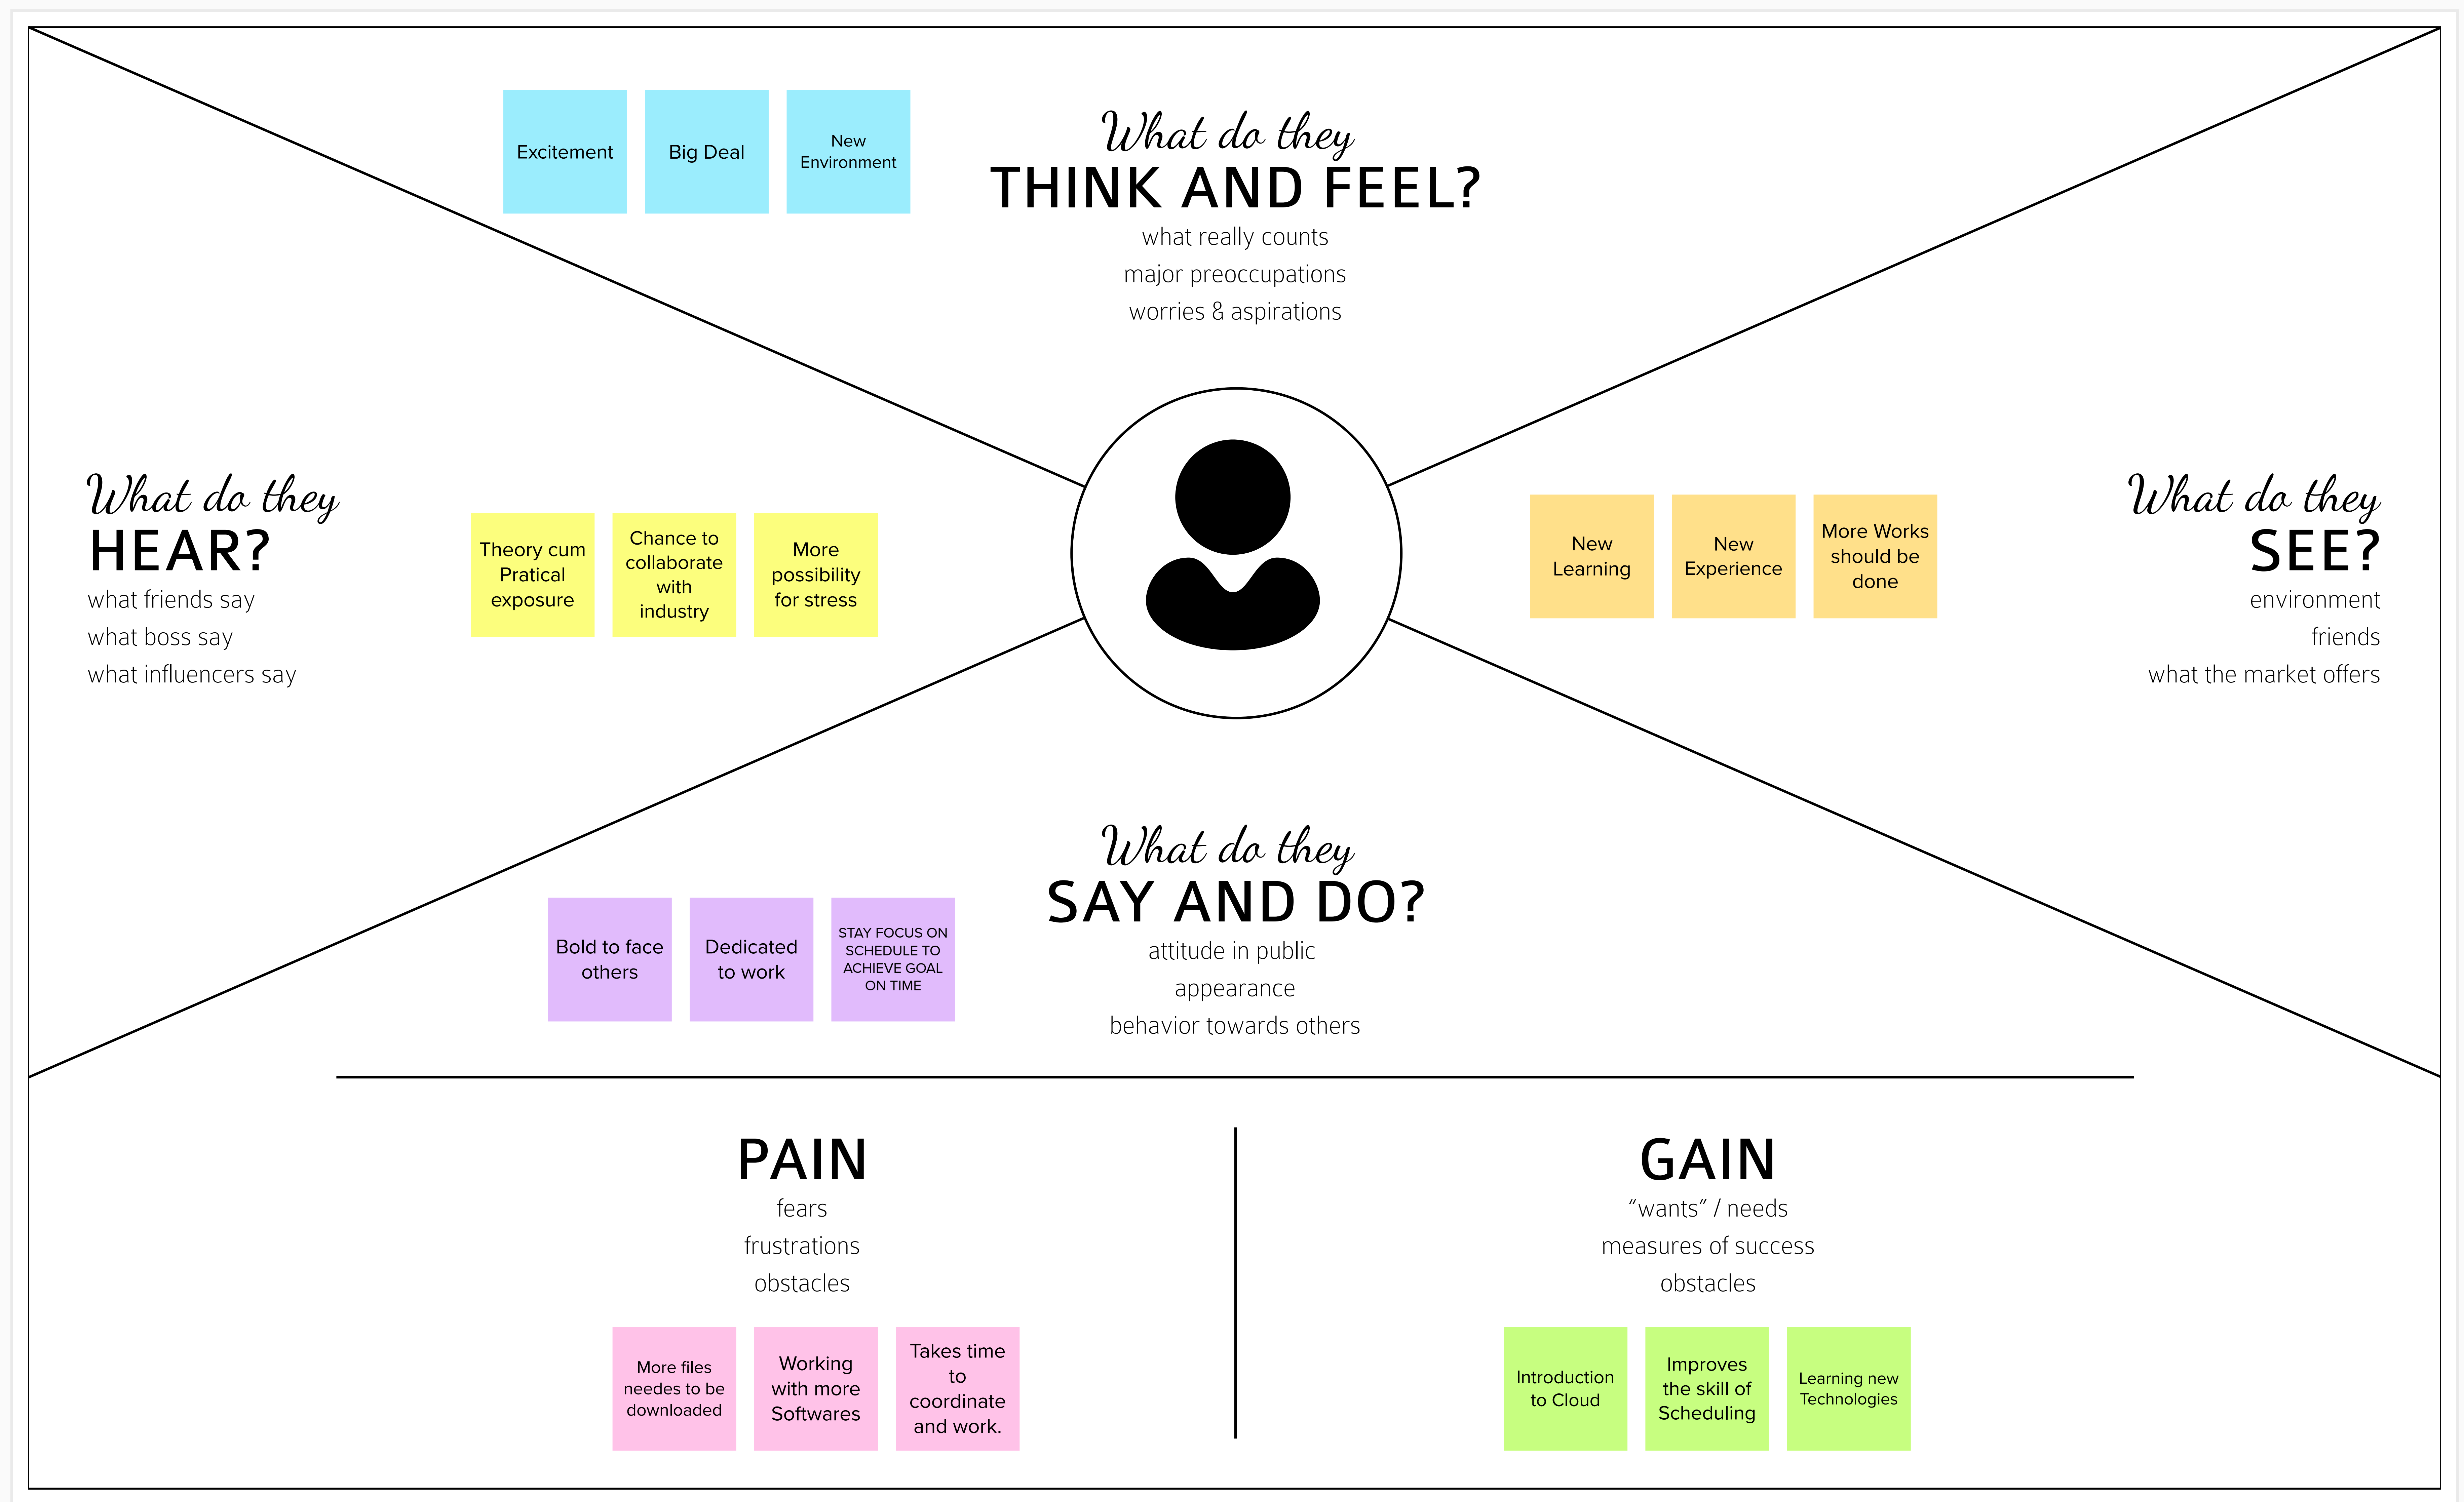 Excitement
Big Deal
New
Environment
What do they
THINK AND FEEL?
what really counts
major preoccupations
worries & aspirations
What do they
HEAR?
what friends say
what boss say
what influencers say
Theory cum
Pratical
exposure
Chance to
collaborate
with
industry
More
possibility
for stress
New
Learning
New
Experience
More Works
should be
done
What do they
SEE?
environment
friends
what the market offers
What do they
SAY AND DO?
attitude in public
appearance
behavior towards others
Bold to face
others
Dedicated
to work
STAY FOCUS ON
SCHEDULE TO
ACHIEVE GOAL
ON TIME
PAIN
fears
frustrations
obstacles
More files
needes to be
downloaded
Working
with more
Softwares
Takes time
to
coordinate
and work.
GAIN
“wants” / needs
measures of success
obstacles
Introduction
to Cloud
Improves
the skill of
Scheduling
Learning new
Technologies